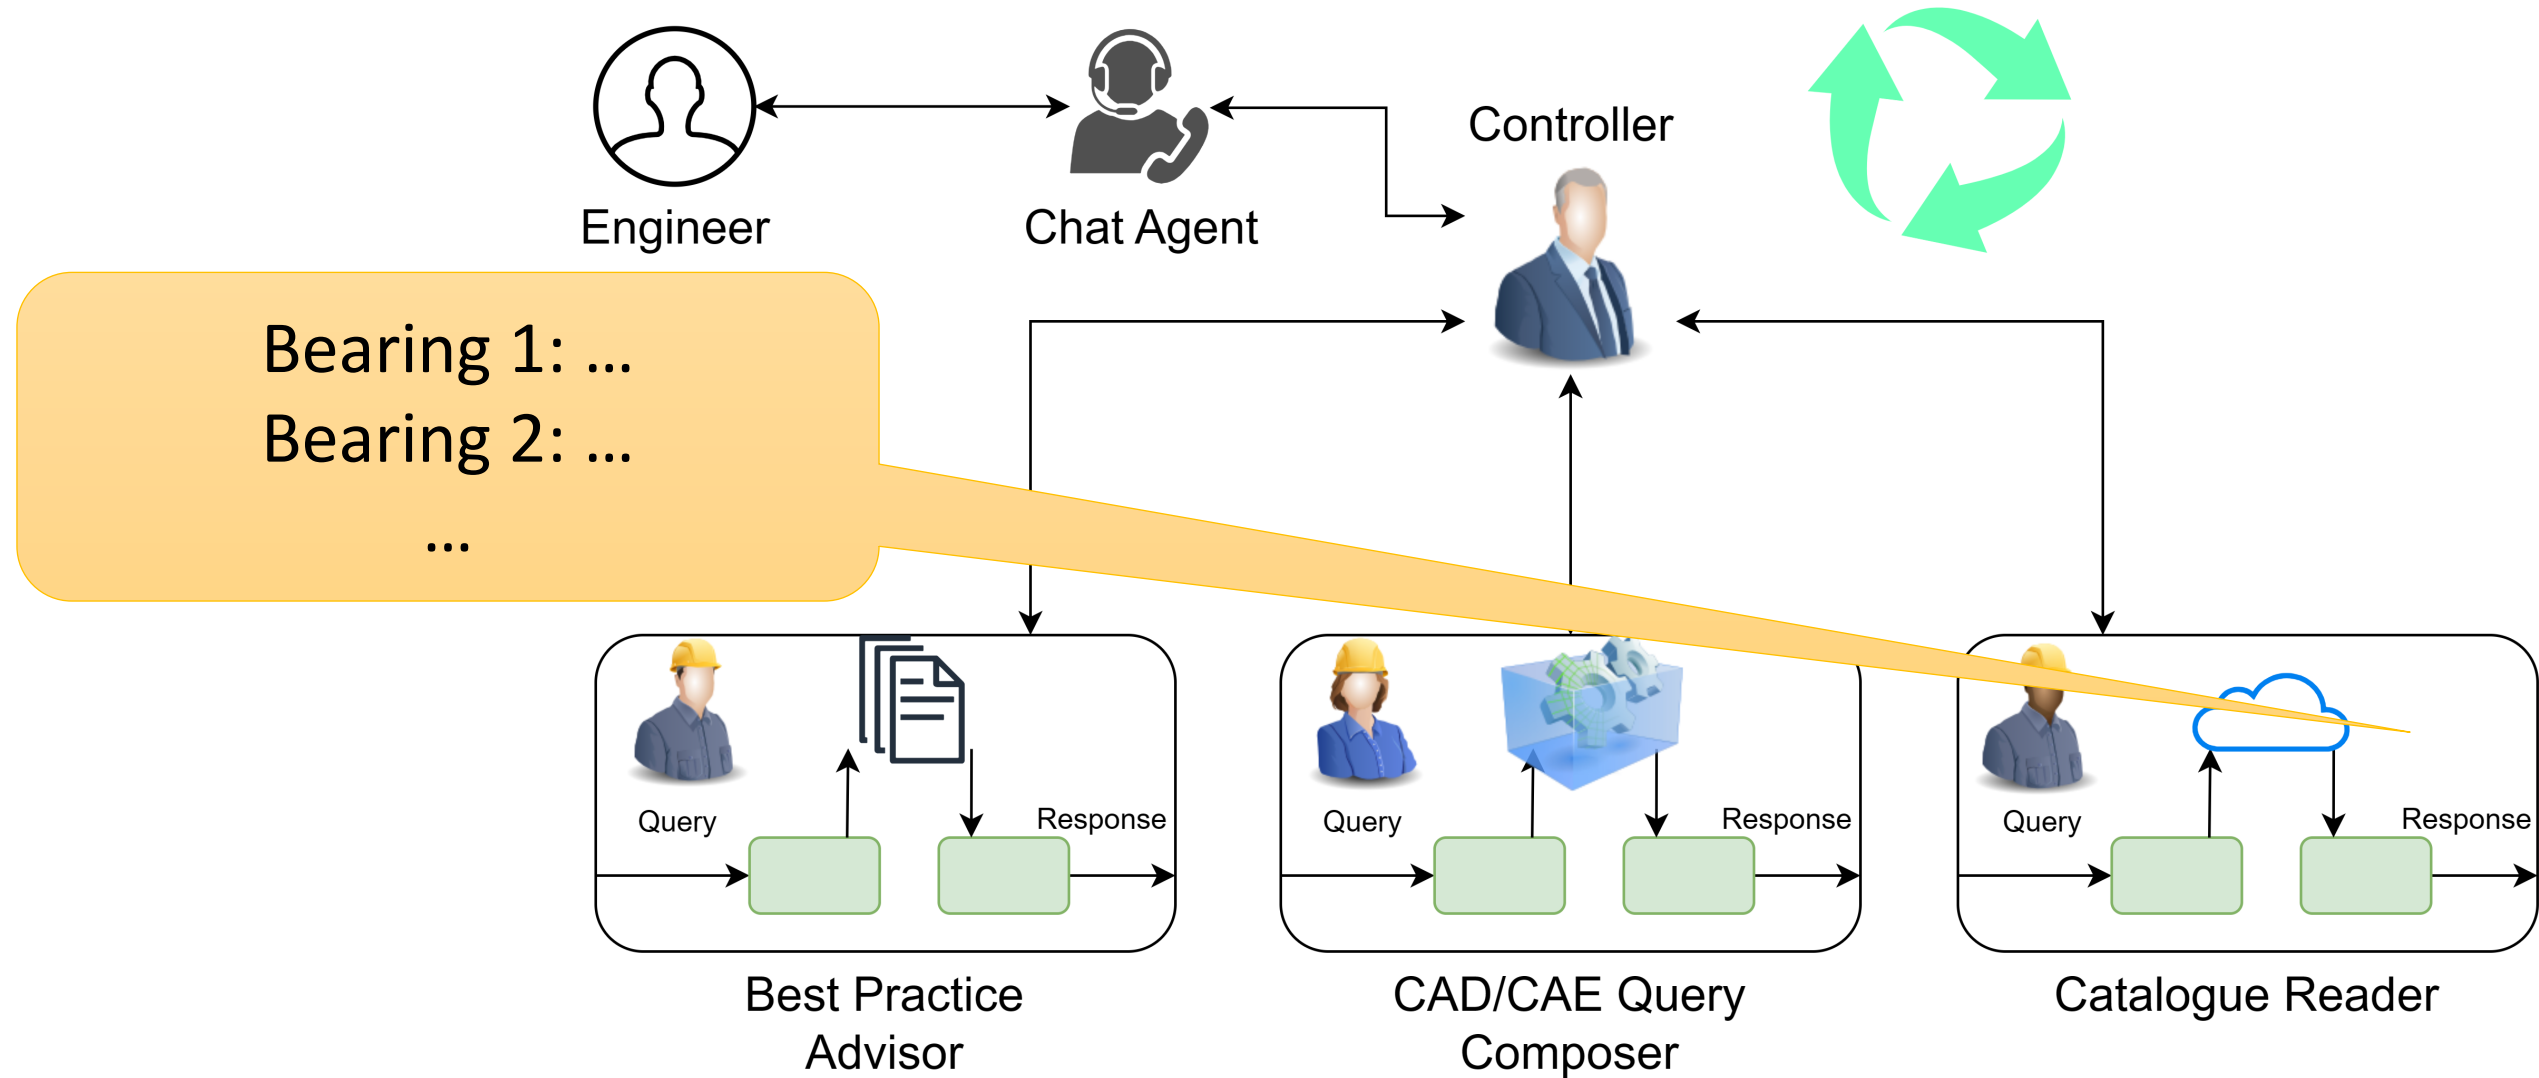 Controller
Engineer
Chat Agent
Bearing 1: ...
Bearing 2: ...
...
Query
Response
Query
Response
Query
Response
Best Practice
Advisor
CAD/CAE Query
Composer
Catalogue Reader